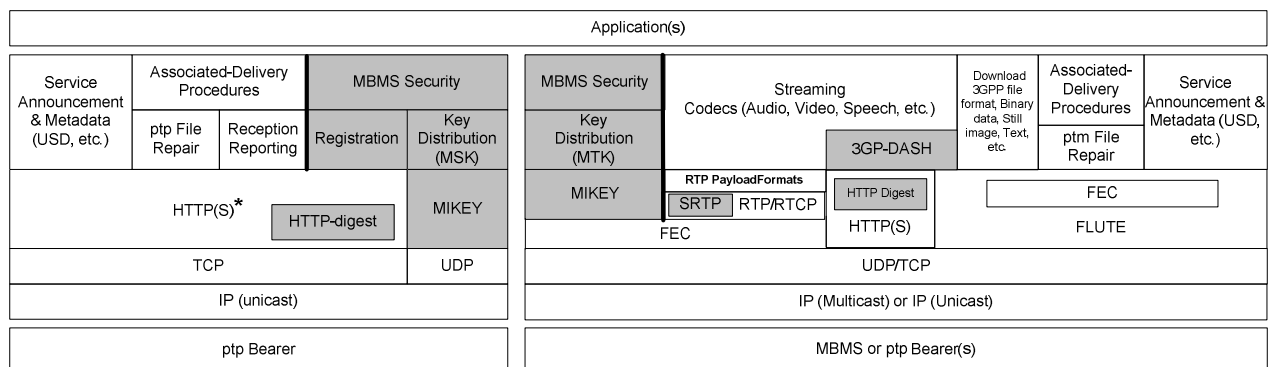 Application(s)
Service
Announcement
& Metadata
(USD, etc.)
Associated-Delivery
Procedures
ptp File
Repair
Reception
Reporting
MBMS Security
Registration
Key
Distribution
(MSK)
HTTP(S)*
HTTP-digest
MIKEY
TCP
UDP
IP (unicast)
ptp Bearer
MBMS Security
Key
Distribution
(MTK)
MIKEY
Streaming
Codecs (Audio, Video, Speech, etc.)
3GP-DASH
RTP PayloadFormats
SRTP
RTP/RTCP
HTTP Digest
HTTP(S)
FEC
Download
3GPP file
format, Binary
data, Still
image, Text,
etc.
Associated-
Delivery
Procedures
ptm File
Repair
Service
Announcement &
Metadata (USD,
etc.)
FEC
FLUTE
UDP/TCP
IP (Multicast) or IP (Unicast)
MBMS or ptp Bearer(s)